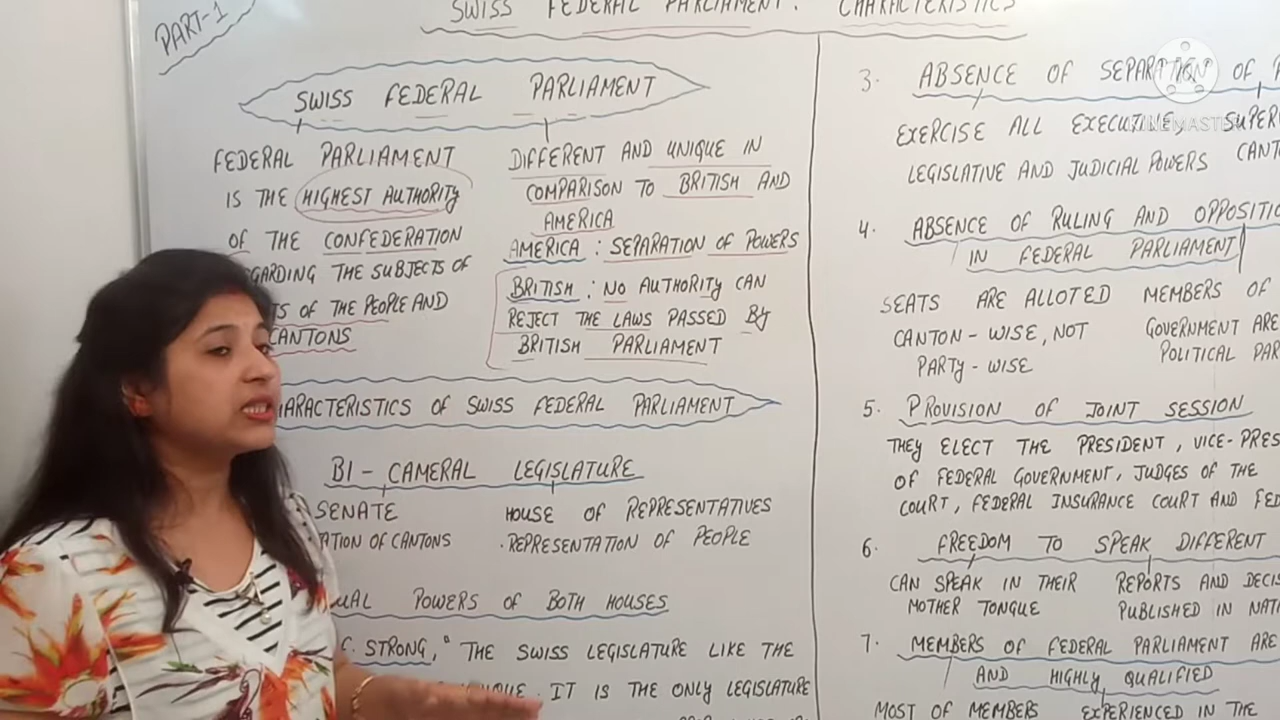 PART-1
SWISS FEDERAL PARLIAMENT: CHARACTERISTICS
SWISS FEDERAL PARLIAMENT
FEDERAL PARLIAMENT
IS THE HIGHEST AUTHORITY
OF THE CONFEDERATION
THE SUBJECTS OF
OF THE PEOPLE AND
CANTONS
DIFFERENT AND UNIQUE IN
COMPARISON TO BRITISH AND
AMERICA
AMERICA : SEPARATION OF POWERS
BRITISH : NO AUTHORITY CAN
REJECT THE LAWS PASSED BY
BRITISH PARLIAMENT
ARACTERISTICS OF SWISS FEDERAL PARLIAMENT
BI - CAMERAL LEGISLATURE
SENATE
ATION OF CANTONS
HOUSE OF REPRESENTATIVES
. REPRESENTATION OF PEOPLE
UAL POWERS OF BOTH HOUSES
C. STRONG, "THE SWISS LEGISLATURE LIKE THE
IQUE. IT IS THE ONLY LEGISLATURE
3. ABSENCE OF SEPARATION OF
EXERCISE ALL EXECUTIVE,
LEGISLATIVE AND JUDICIAL POWERS
SUPER
CANT
KINEMASTER
4. ABSENCE OF RULING AND OPPOSITIO
IN FEDERAL PARLIAMENT
SEATS ARE ALLOTED
CANTON - WISE, NOT
PARTY - WISE
MEMBERS OF
GOVERNMENT ARE
POLITICAL PAR
5. PROVISION OF JOINT SESSION
THEY ELECT THE PRESIDENT, VICE-PRES
OF FEDERAL GOVERNMENT, JUDGES OF THE
COURT, FEDERAL INSURANCE COURT AND FED
6. FREEDOM TO SPEAK DIFFERENT
CAN SPEAK IN THEIR
MOTHER TONGUE
REPORTS AND DECIS
PUBLISHED IN NAT
7. MEMBERS OF FEDERAL PARLIAMENT ARE
AND HIGHLY QUALIFIED
MOST OF MEMBERS
EXPERIENCED IN THE